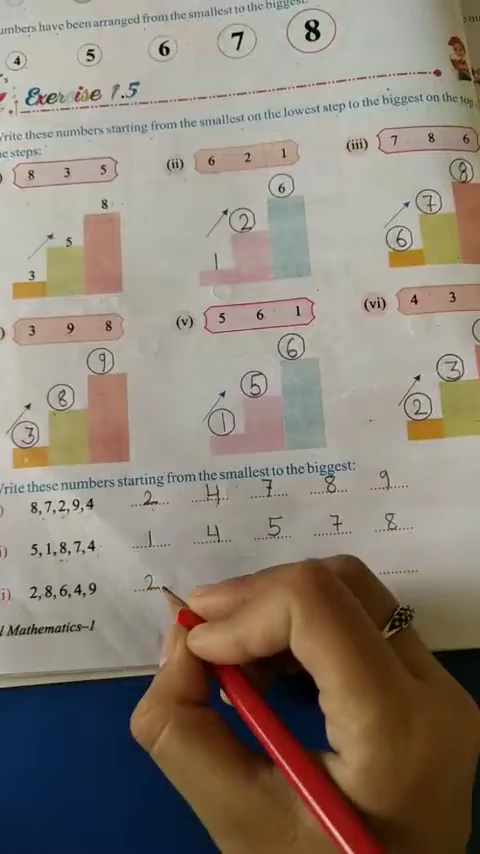 umbers have been arranged from the smallest to the biggest.
4 5 6 7 8
Exercise 1.5
Write these numbers starting from the smallest on the lowest step to the biggest on the top
e steps:
8 3 5
(ii) 6 2 1
(iii) 7 8 6
3 5 8
1 2 6
6 7 8
3 9 8
(v) 5 6 1
(vi) 4 3
3 8 9
1 5 6
2 3
Write these numbers starting from the smallest to the biggest:
8,7,2,9,4 2 4 7 8 9
i) 5,1,8,7,4 1 4 5 7 8
i) 2,8,6,4,9 2
l Mathematics–1